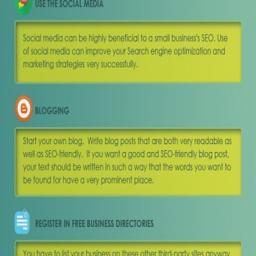 USE THE SOCIAL MEDIA
Social media can be highly beneficial to a small business's SEO. Use
of social media can improve your Search engine optimization and
marketing strategies very successfully.
BLOGGING
Start your own blog. Write blog posts that are both very readable as
well as SEO-friendly. If you want a good and SEO-friendly blog post,
your text should be written in such a way that the words you want to
be found for have a very prominent place.
REGISTER IN FREE BUSINESS DIRECTORIES
You have to list your business on these other third-party sites anyway